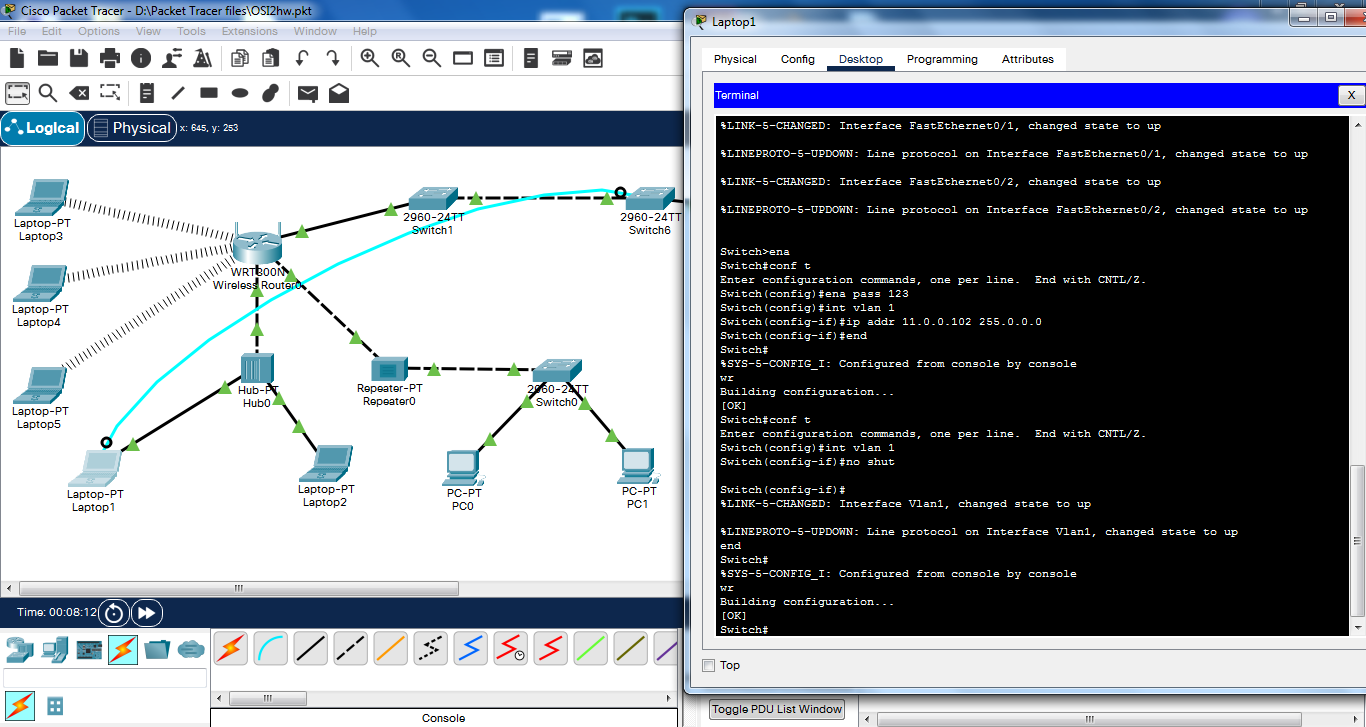 Cisco Packet Tracer - D:\Packet Tracer files\OSI2hw.pkt
File Edit Options View Tools Extensions Window Help
Logical
Physical
x: 645, y: 253
Laptop-PT
Laptop3
Laptop-PT
Laptop4
Laptop-PT
Laptop5
WRT300N
Wireless Router0
2960-24TT
Switch1
2960-24TT
Switch6
Hub-PT
Hub0
Repeater-PT
Repeater0
2960-24TT
Switch0
Laptop-PT
Laptop1
Laptop-PT
Laptop2
PC-PT
PC0
PC-PT
PC1
Time: 00:08:12
Console
Laptop1
Physical Config Desktop Programming Attributes
Terminal
X
%LINK-5-CHANGED: Interface FastEthernet0/1, changed state to up
%LINEPROTO-5-UPDOWN: Line protocol on Interface FastEthernet0/1, changed state to up
%LINK-5-CHANGED: Interface FastEthernet0/2, changed state to up
%LINEPROTO-5-UPDOWN: Line protocol on Interface FastEthernet0/2, changed state to up
Switch>ena
Switch#conf t
Enter configuration commands, one per line.  End with CNTL/Z.
Switch(config)#ena pass 123
Switch(config)#int vlan 1
Switch(config-if)#ip addr 11.0.0.102 255.0.0.0
Switch(config-if)#end
Switch#
%SYS-5-CONFIG_I: Configured from console by console
wr
Building configuration...
[OK]
Switch#conf t
Enter configuration commands, one per line.  End with CNTL/Z.
Switch(config)#int vlan 1
Switch(config-if)#no shut
Switch(config-if)#
%LINK-5-CHANGED: Interface Vlan1, changed state to up
%LINEPROTO-5-UPDOWN: Line protocol on Interface Vlan1, changed state to up
end
Switch#
%SYS-5-CONFIG_I: Configured from console by console
wr
Building configuration...
[OK]
Switch#
Top
Toggle PDU List Window